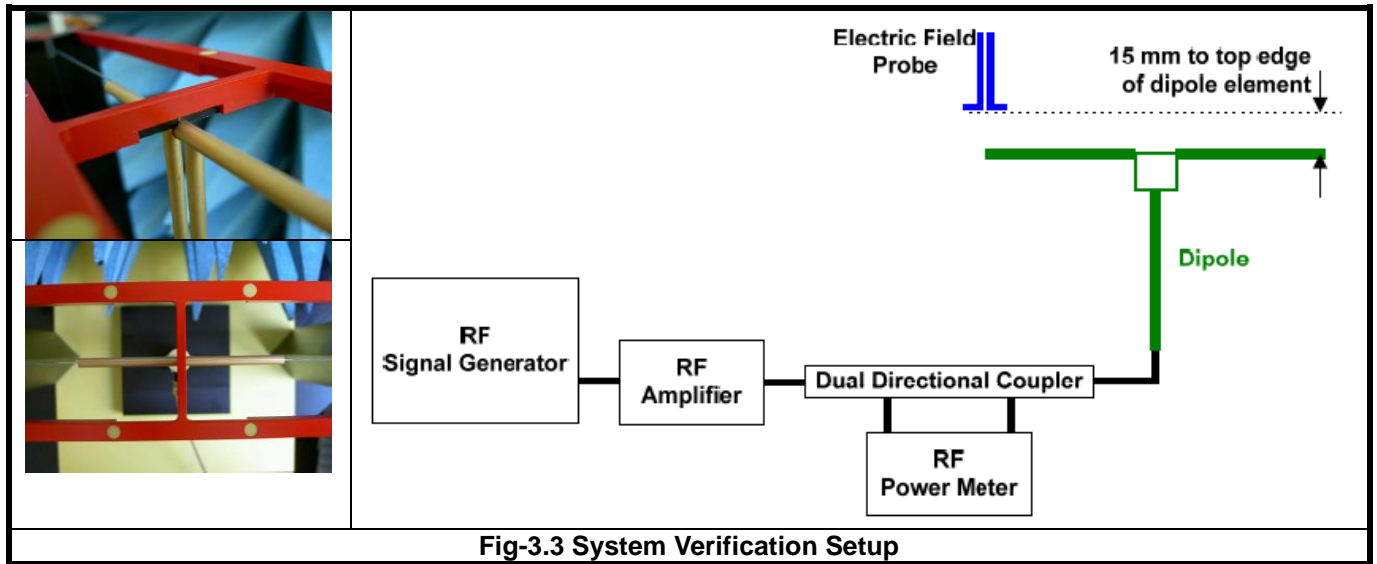 Electric Field
Probe
15 mm to top edge
of dipole element
Dipole
RF
Signal Generator
RF
Amplifier
Dual Directional Coupler
RF
Power Meter
Fig-3.3 System Verification Setup